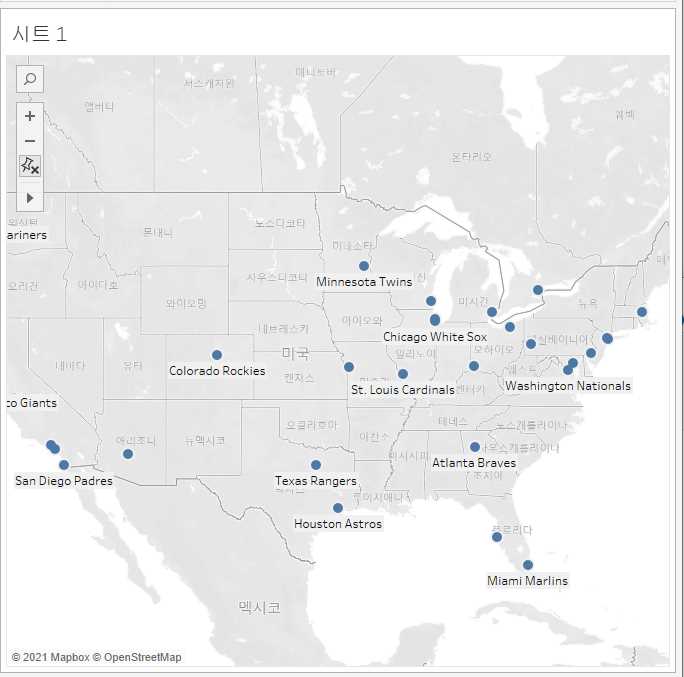 시트 1
매니토바
서스캐처원
앨버타
퀘벡
온타리오
워싱턴
ariners
몬태나
노스다코타
미네소타
오리건
아이다호
사우스다코타
Minnesota Twins
와이오밍
미시간
뉴욕
아이오와
네브래스카
Chicago White Sox
펜실베이니아
일리노이
오하이오
미국
네바다
유타
Colorado Rockies
캔자스
St. Louis Cardinals
켄터키
Washington Nationals
co Giants
테네스
노스캐롤라이나
오클라호마
아칸소
애리조나
뉴멕시코
사우스캐롤라이나
미시시피
Atlanta Braves
조지아
San Diego Padres
Texas Rangers
루이지애나
Houston Astros
플로리다
Miami Marlins
멕시코
© 2021 Mapbox © OpenStreetMap